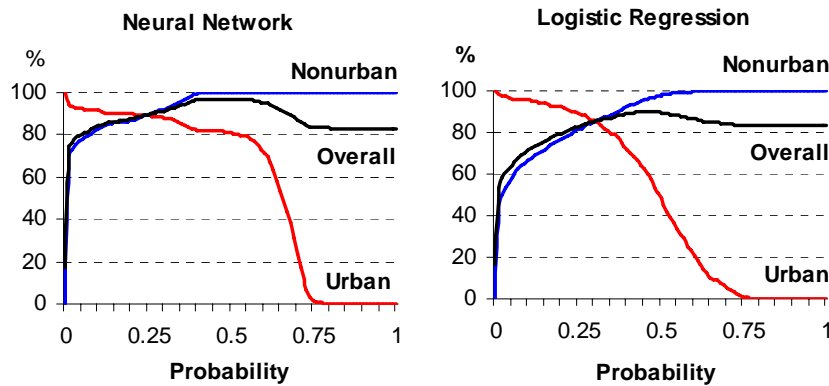 Neural Network
%
100
80
60
40
20
0
Nonurban
Overall
Urban
0 0.25 0.5 0.75 1
Probability
Logistic Regression
%
100
80
60
40
20
0
Nonurban
Overall
Urban
0 0.25 0.5 0.75 1
Probability